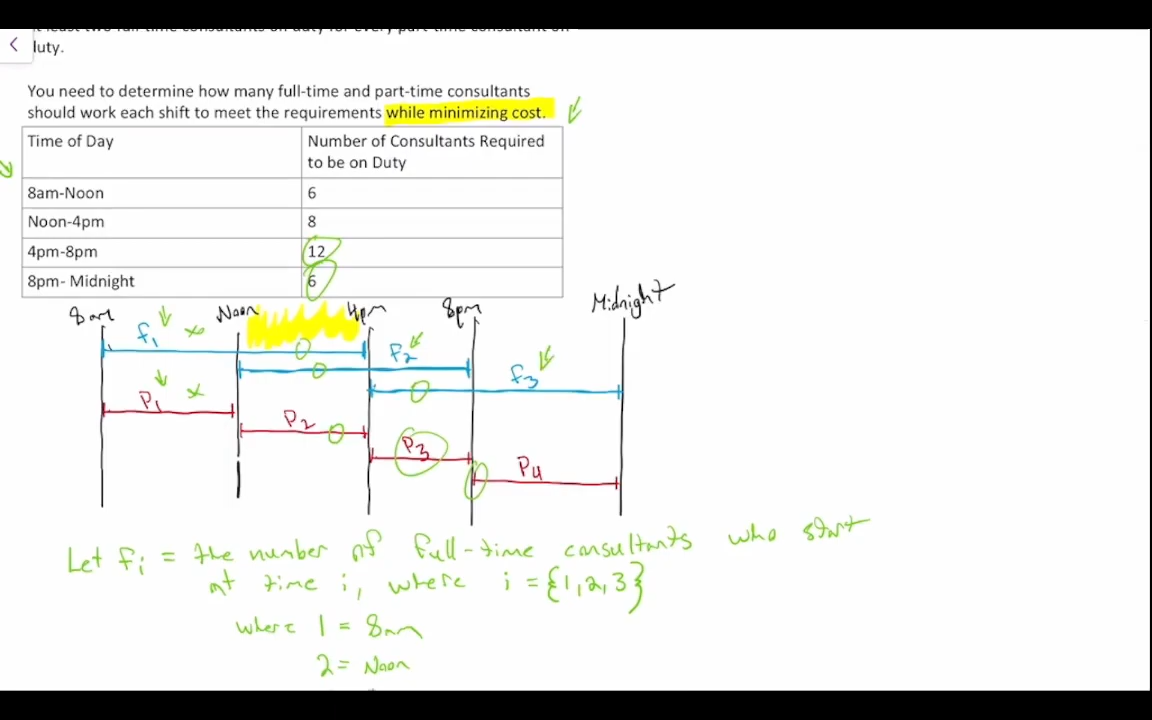 duty.
You need to determine how many full-time and part-time consultants
should work each shift to meet the requirements while minimizing cost.
Time of Day
Number of Consultants Required
to be on Duty
8am-Noon
6
Noon-4pm
8
4pm-8pm
12
8pm- Midnight
6
8am Noon 4pm 8pm Midnight
f1
f2
f3
P1
P2
P3
P4
Let fi = the number of full-time consultants who start
at time i, where i = {1,2,3}
where 1 = 8am
2 = Noon